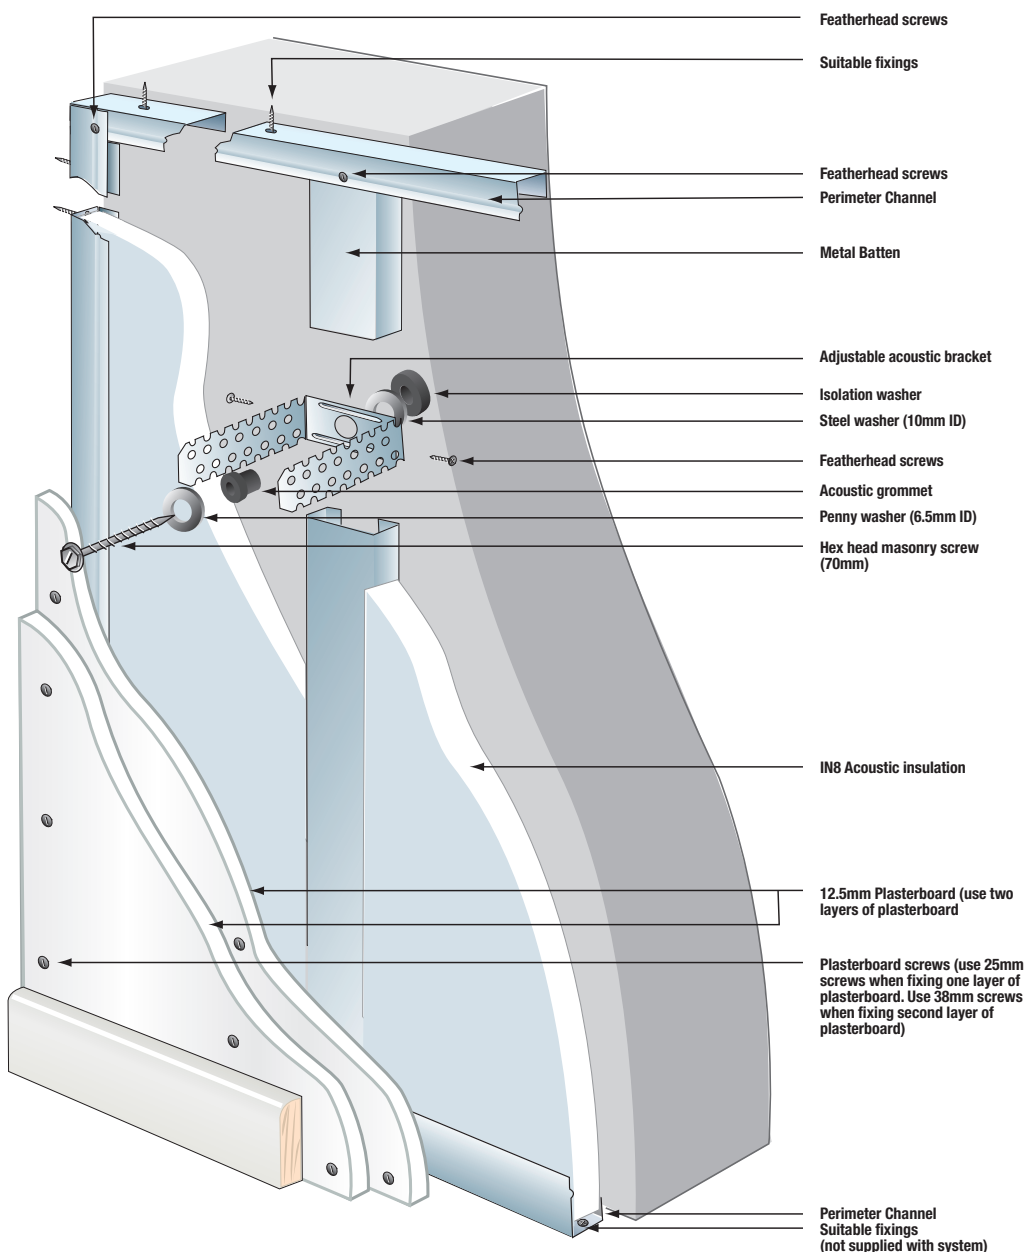 Featherhead screws
Suitable fixings
Featherhead screws
Perimeter Channel
Metal Batten
Adjustable acoustic bracket
Isolation washer
Steel washer (10mm ID)
Featherhead screws
Acoustic grommet
Penny washer (6.5mm ID)
Hex head masonry screw
(70mm)
IN8 Acoustic insulation
12.5mm Plasterboard (use two
layers of plasterboard
Plasterboard screws (use 25mm
screws when fixing one layer of
plasterboard. Use 38mm screws
when fixing second layer of
plasterboard)
Perimeter Channel
Suitable fixings
(not supplied with system)